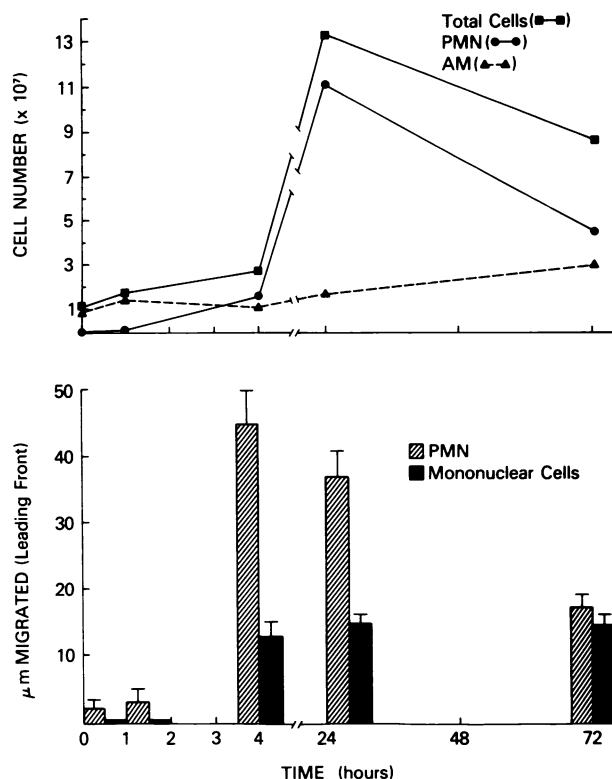 Total Cells(■—■)
PMN(●—●)
AM(▲--▲)
CELL NUMBER (x 10⁷)
13
11
9
7
5
3
1
μm MIGRATED (Leading Front)
50
40
30
20
10
PMN
Mononuclear Cells
0 1 2 3 4 24 48 72
TIME (hours)